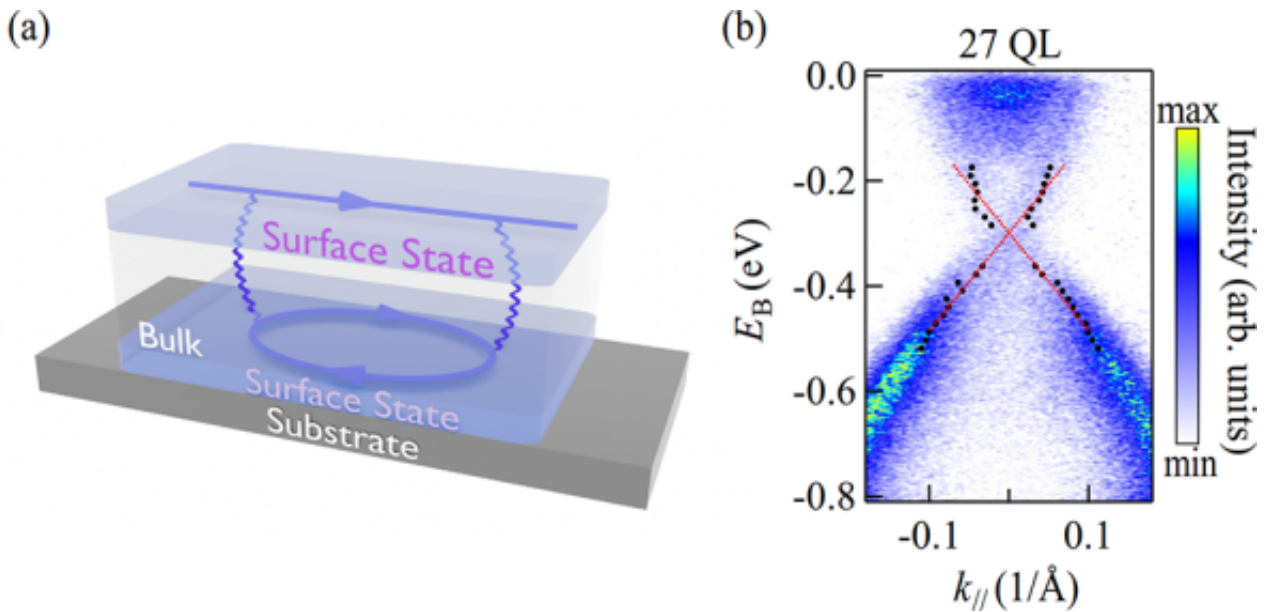 (a)
Surface State
Bulk
Surface State
Substrate
(b)
27 QL
0.0
-0.2
-0.4
-0.6
-0.8
E_B (eV)
-0.1
0.1
k_{//} (1/Å)
max
min
Intensity (arb. units)